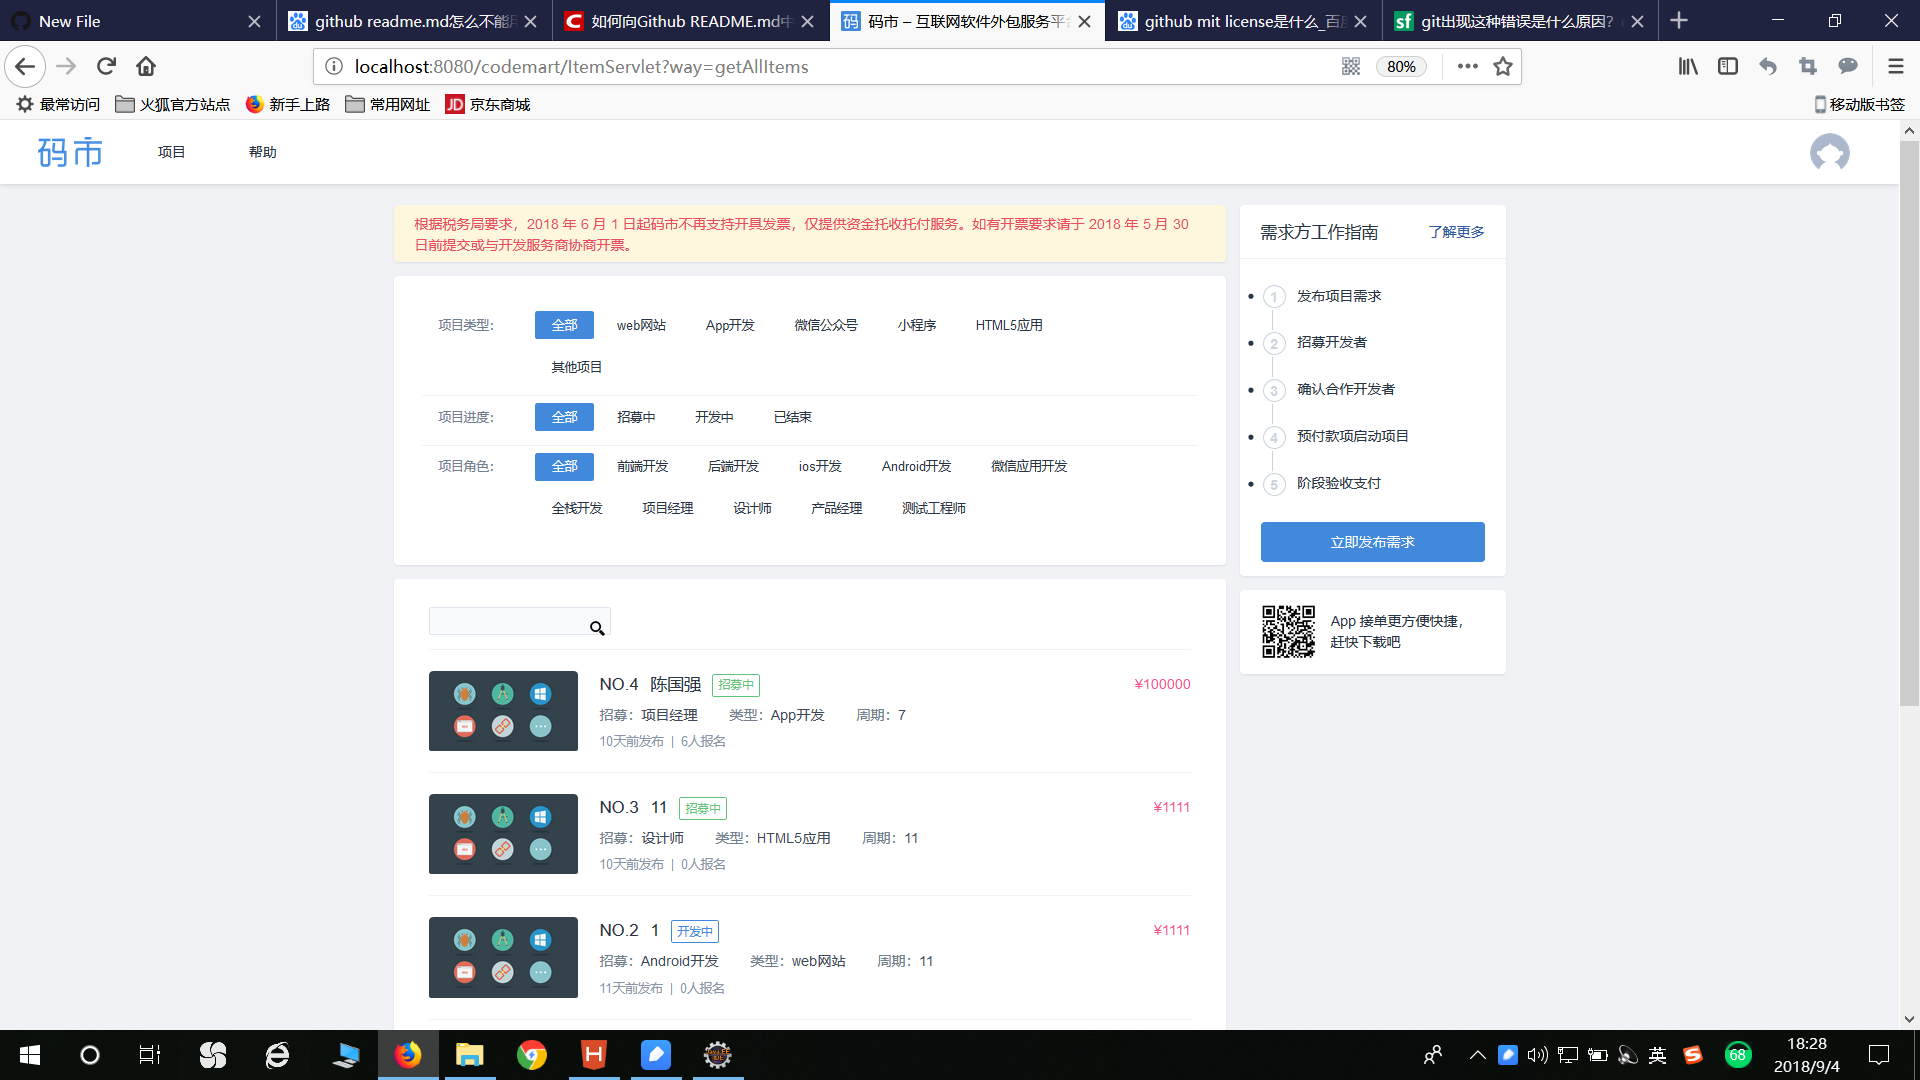 New File
github readme.md怎么不能用
如何向Github README.md中
码市 – 互联网软件外包服务平台
github mit license是什么_百度
git出现这种错误是什么原因?
localhost:8080/codemart/ItemServlet?way=getAllItems
80%
最常访问 火狐官方站点 新手上路 常用网址 JD 京东商城 移动版书签
码市 项目 帮助
根据税务局要求，2018 年 6 月 1 日起码市不再支持开具发票，仅提供资金托收托付服务。如有开票要求请于 2018 年 5 月 30
日前提交或与开发服务商协商开票。
项目类型: 全部 web网站 App开发 微信公众号 小程序 HTML5应用
其他项目
项目进度: 全部 招募中 开发中 已结束
项目角色: 全部 前端开发 后端开发 ios开发 Android开发 微信应用开发
全栈开发 项目经理 设计师 产品经理 测试工程师
NO.4 陈国强 招募中 ¥100000
招募：项目经理 类型：App开发 周期：7
10天前发布 | 6人报名
NO.3 11 招募中 ¥1111
招募：设计师 类型：HTML5应用 周期：11
10天前发布 | 0人报名
NO.2 1 开发中 ¥1111
招募：Android开发 类型：web网站 周期：11
11天前发布 | 0人报名
需求方工作指南 了解更多
1 发布项目需求
2 招募开发者
3 确认合作开发者
4 预付款项启动项目
5 阶段验收支付
立即发布需求
App 接单更方便快捷，
赶快下载吧
英
68
18:28
2018/9/4